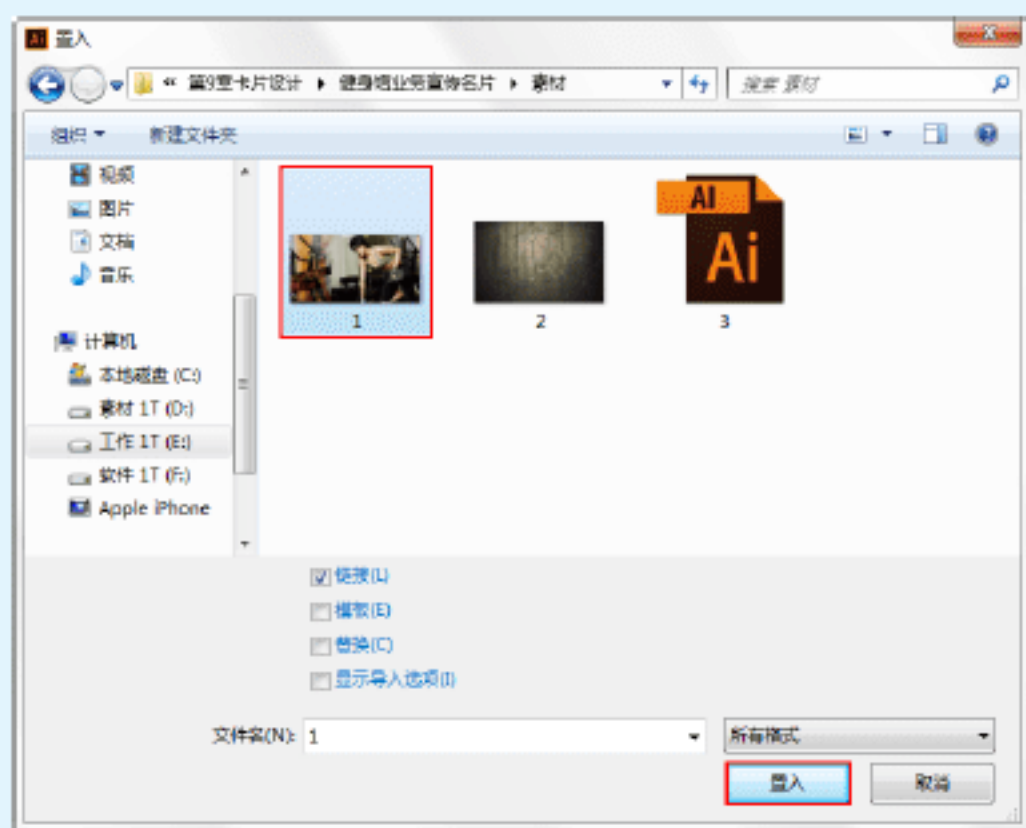 Ai 置入
« 第9章卡片设计 ▸ 健身馆业务宣传名片 ▸ 素材
搜索 素材
组织 新建文件夹
视频
图片
文档
音乐
计算机
本地磁盘 (C:)
素材 1T (D:)
工作 1T (E:)
软件 1T (F:)
Apple iPhone
AI
Ai
1 2 3
链接(L)
模板(E)
替换(C)
显示导入选项(I)
文件名(N): 1 所有格式
置入 取消